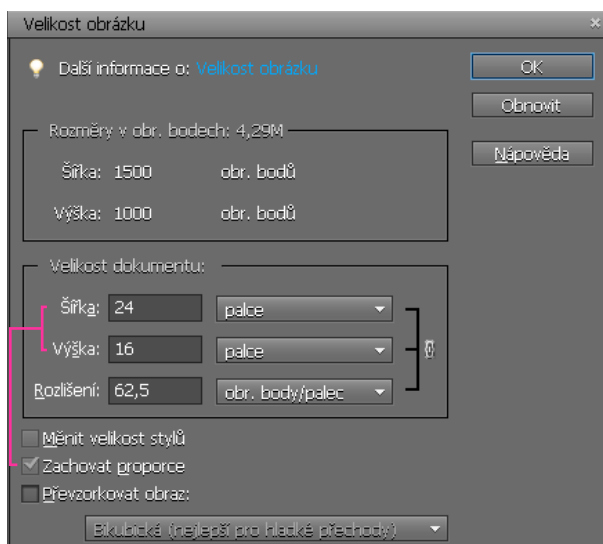 Velikost obrázku
Další informace o: Velikost obrázku
OK
Obnovit
Nápověda
Rozměry v obr. bodech: 4,29M
Šířka: 1500 obr. bodů
Výška: 1000 obr. bodů
Velikost dokumentu:
Šířka: 24 palce
Výška: 16 palce
Rozlišení: 62,5 obr. body/palec
Měnit velikost stylů
Zachovat proporce
Převzorkovat obraz:
Bikubická (nejlepší pro hladké přechody)